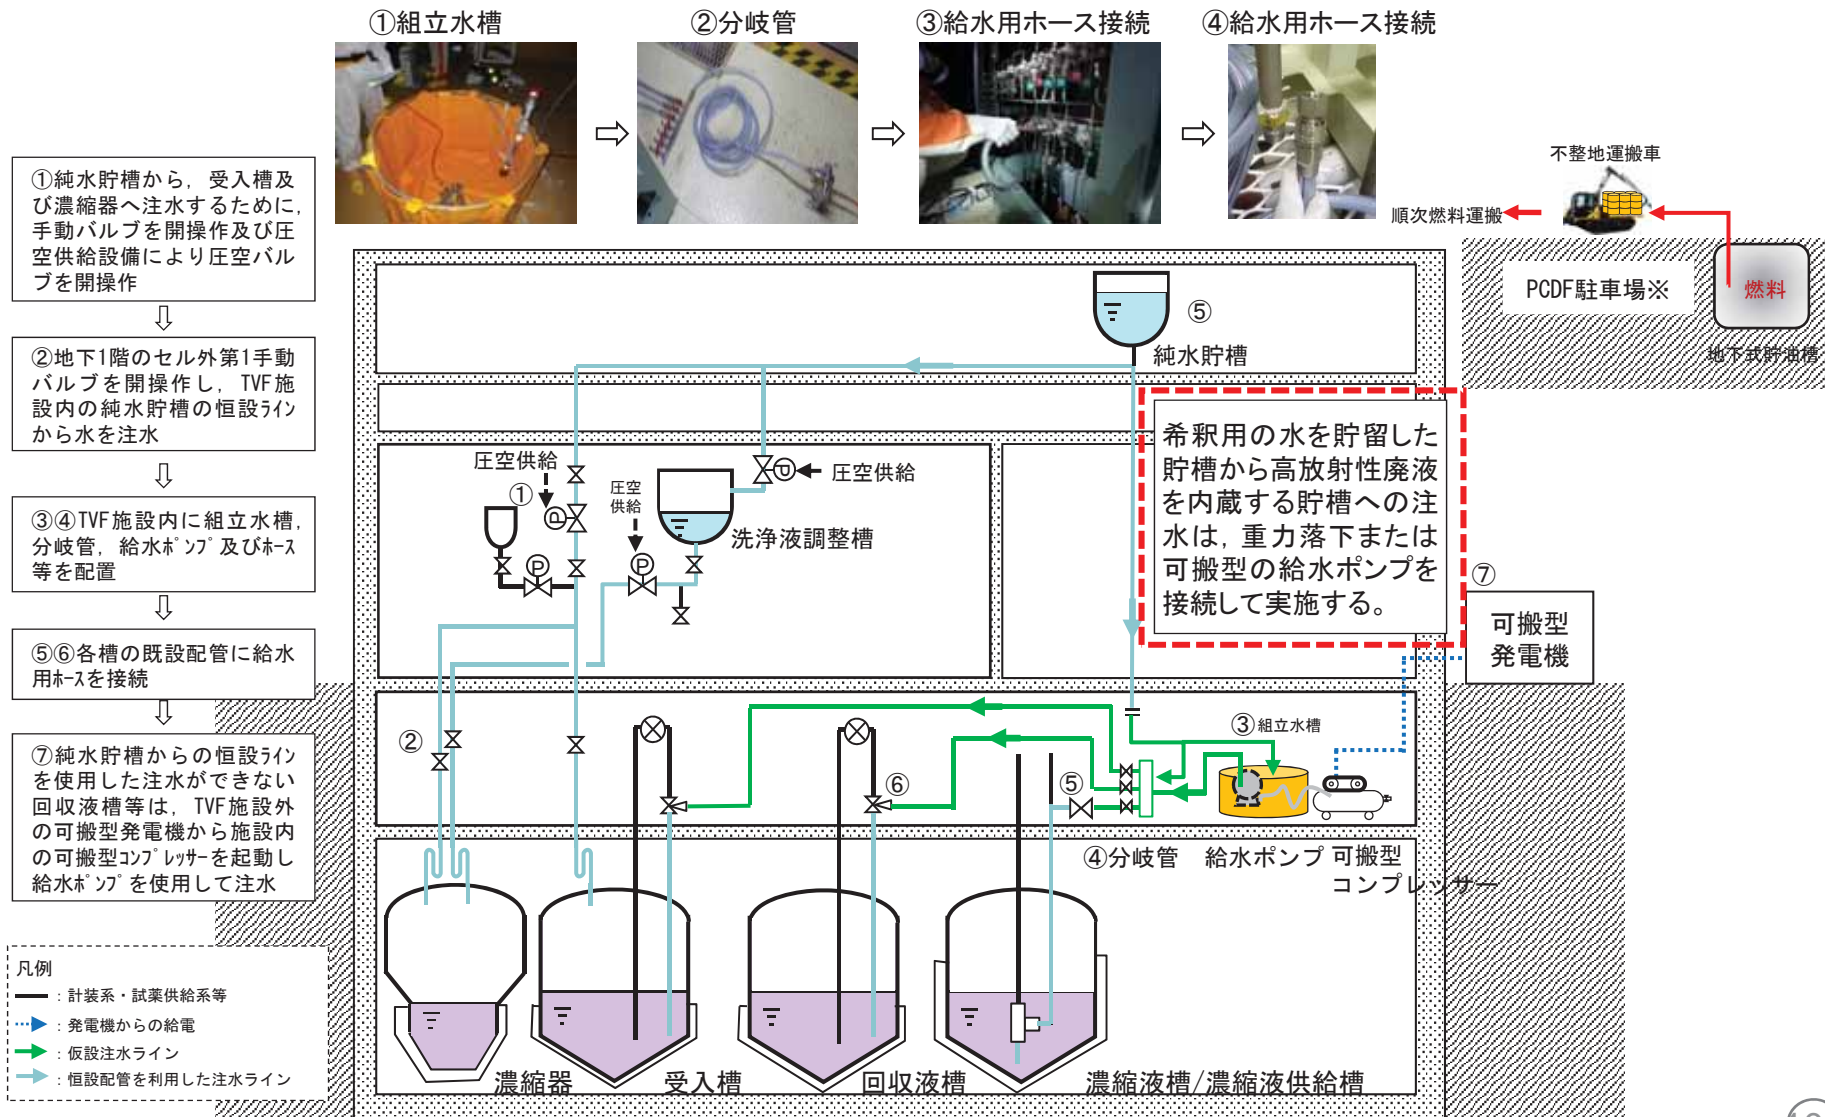 ①組立水槽
②分岐管
③給水用ホース接続
④給水用ホース接続
①純水貯槽から，受入槽及
び濃縮器へ注水するために，
手動バルブを開操作及び圧
空供給設備により圧空バル
ブを開操作
②地下1階のセル外第1手動
バルブを開操作し，TVF施
設内の純水貯槽の恒設ﾗｲﾝ
から水を注水
③④TVF施設内に組立水槽，
分岐管，給水ﾎﾟﾝﾌﾟ及びﾎｰｽ
等を配置
⑤⑥各槽の既設配管に給水
用ﾎｰｽを接続
⑦純水貯槽からの恒設ﾗｲﾝ
を使用した注水ができない
回収液槽等は，TVF施設外
の可搬型発電機から施設内
の可搬型ｺﾝﾌﾟﾚｯｻｰを起動し
給水ﾎﾟﾝﾌﾟを使用して注水
不整地運搬車
順次燃料運搬
PCDF駐車場※
燃料
地下式貯油槽
⑤
純水貯槽
希釈用の水を貯留した
貯槽から高放射性廃液
を内蔵する貯槽への注
水は，重力落下または
可搬型の給水ポンプを
接続して実施する。
圧空供給
①
P
圧空
供給
P
P
P
圧空供給
洗浄液調整槽
⑦
可搬型
発電機
②
③組立水槽
⑥
⑤
④分岐管
給水ポンプ
可搬型
コンプレッサー
濃縮器
受入槽
回収液槽
濃縮液槽/濃縮液供給槽
凡例
：計装系・試薬供給系等
：発電機からの給電
：仮設注水ライン
：恒設配管を利用した注水ライン